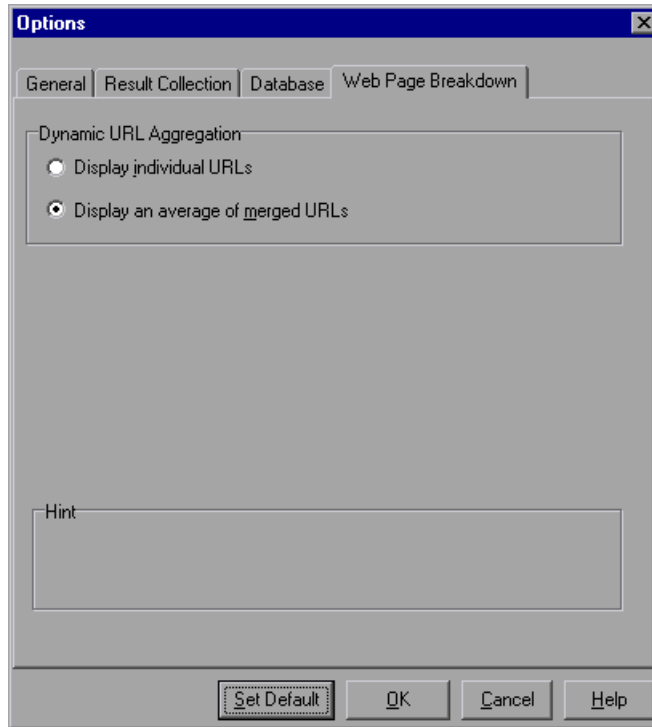 Options
General Result Collection Database Web Page Breakdown
Dynamic URL Aggregation
Display individual URLs
Display an average of merged URLs
Hint
Set Default OK Cancel Help